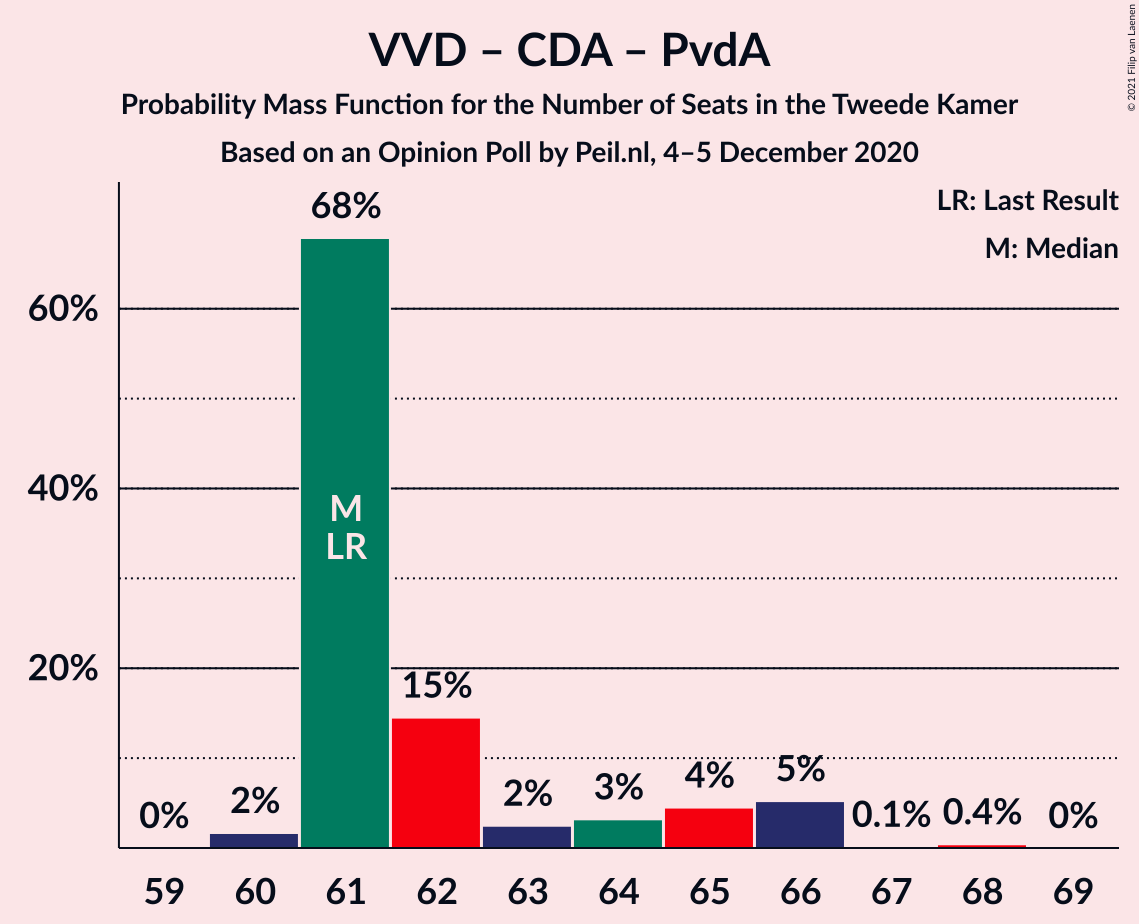 VVD – CDA – PvdA
Probability Mass Function for the Number of Seats in the Tweede Kamer
Based on an Opinion Poll by Peil.nl, 4–5 December 2020
© 2021 Filip van Laenen
LR: Last Result
M: Median
60%
40%
20%
0%
2%
68%
M
LR
15%
2%
3%
4%
5%
0.1%
0.4%
0%
59 60 61 62 63 64 65 66 67 68 69